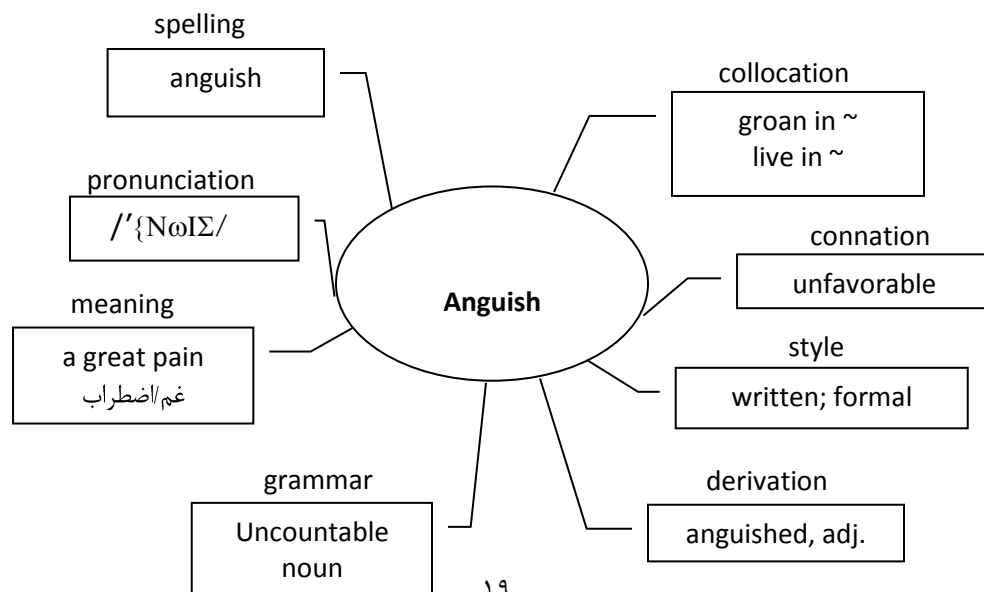 spelling
anguish
pronunciation
/′{ΝωΙΣ/
meaning
a great pain
غم/اضطراب
grammar
Uncountable
noun
Anguish
collocation
groan in ~
live in ~
connation
unfavorable
style
written; formal
derivation
anguished, adj.
١٩